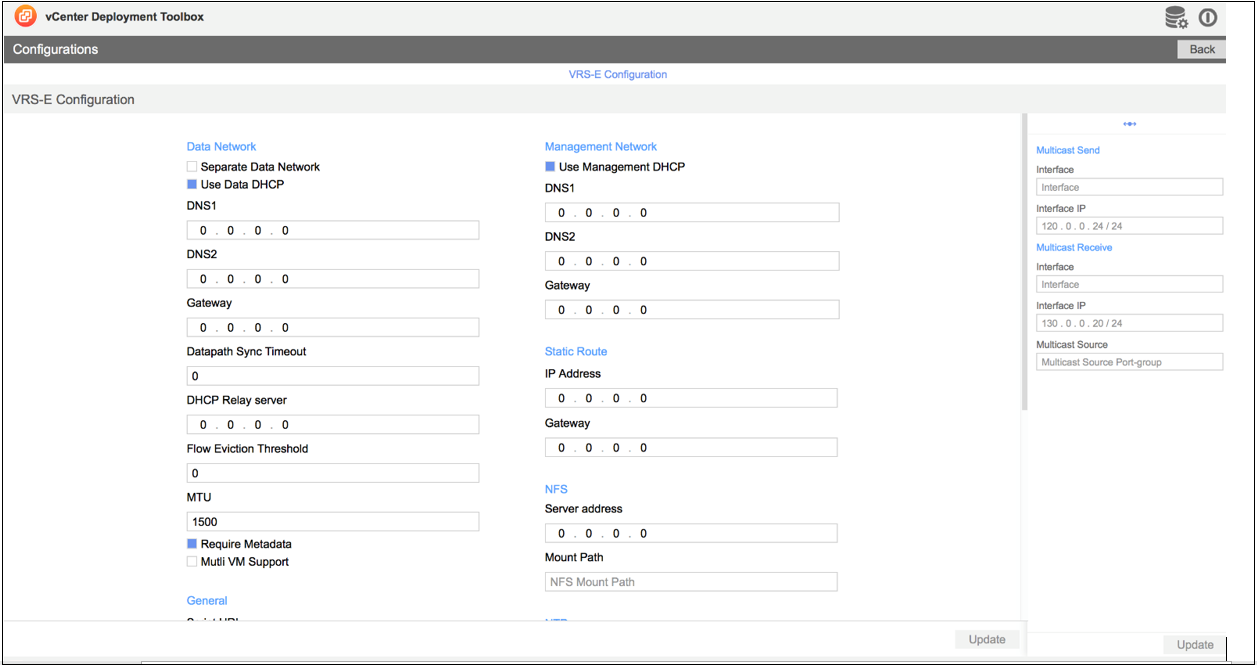 vCenter Deployment Toolbox
Configurations
Back
VRS-E Configuration
VRS-E Configuration
Data Network
Separate Data Network
Use Data DHCP
DNS1
0 . 0 . 0 . 0
DNS2
0 . 0 . 0 . 0
Gateway
0 . 0 . 0 . 0
Datapath Sync Timeout
0
DHCP Relay server
0 . 0 . 0 . 0
Flow Eviction Threshold
0
MTU
1500
Require Metadata
Mutli VM Support
General
Management Network
Use Management DHCP
DNS1
0 . 0 . 0 . 0
DNS2
0 . 0 . 0 . 0
Gateway
0 . 0 . 0 . 0
Static Route
IP Address
0 . 0 . 0 . 0
Gateway
0 . 0 . 0 . 0
NFS
Server address
0 . 0 . 0 . 0
Mount Path
NFS Mount Path
Update
Multicast Send
Interface
Interface
Interface IP
120 . 0 . 0 . 24 / 24
Multicast Receive
Interface
Interface
Interface IP
130 . 0 . 0 . 20 / 24
Multicast Source
Multicast Source Port-group
Update